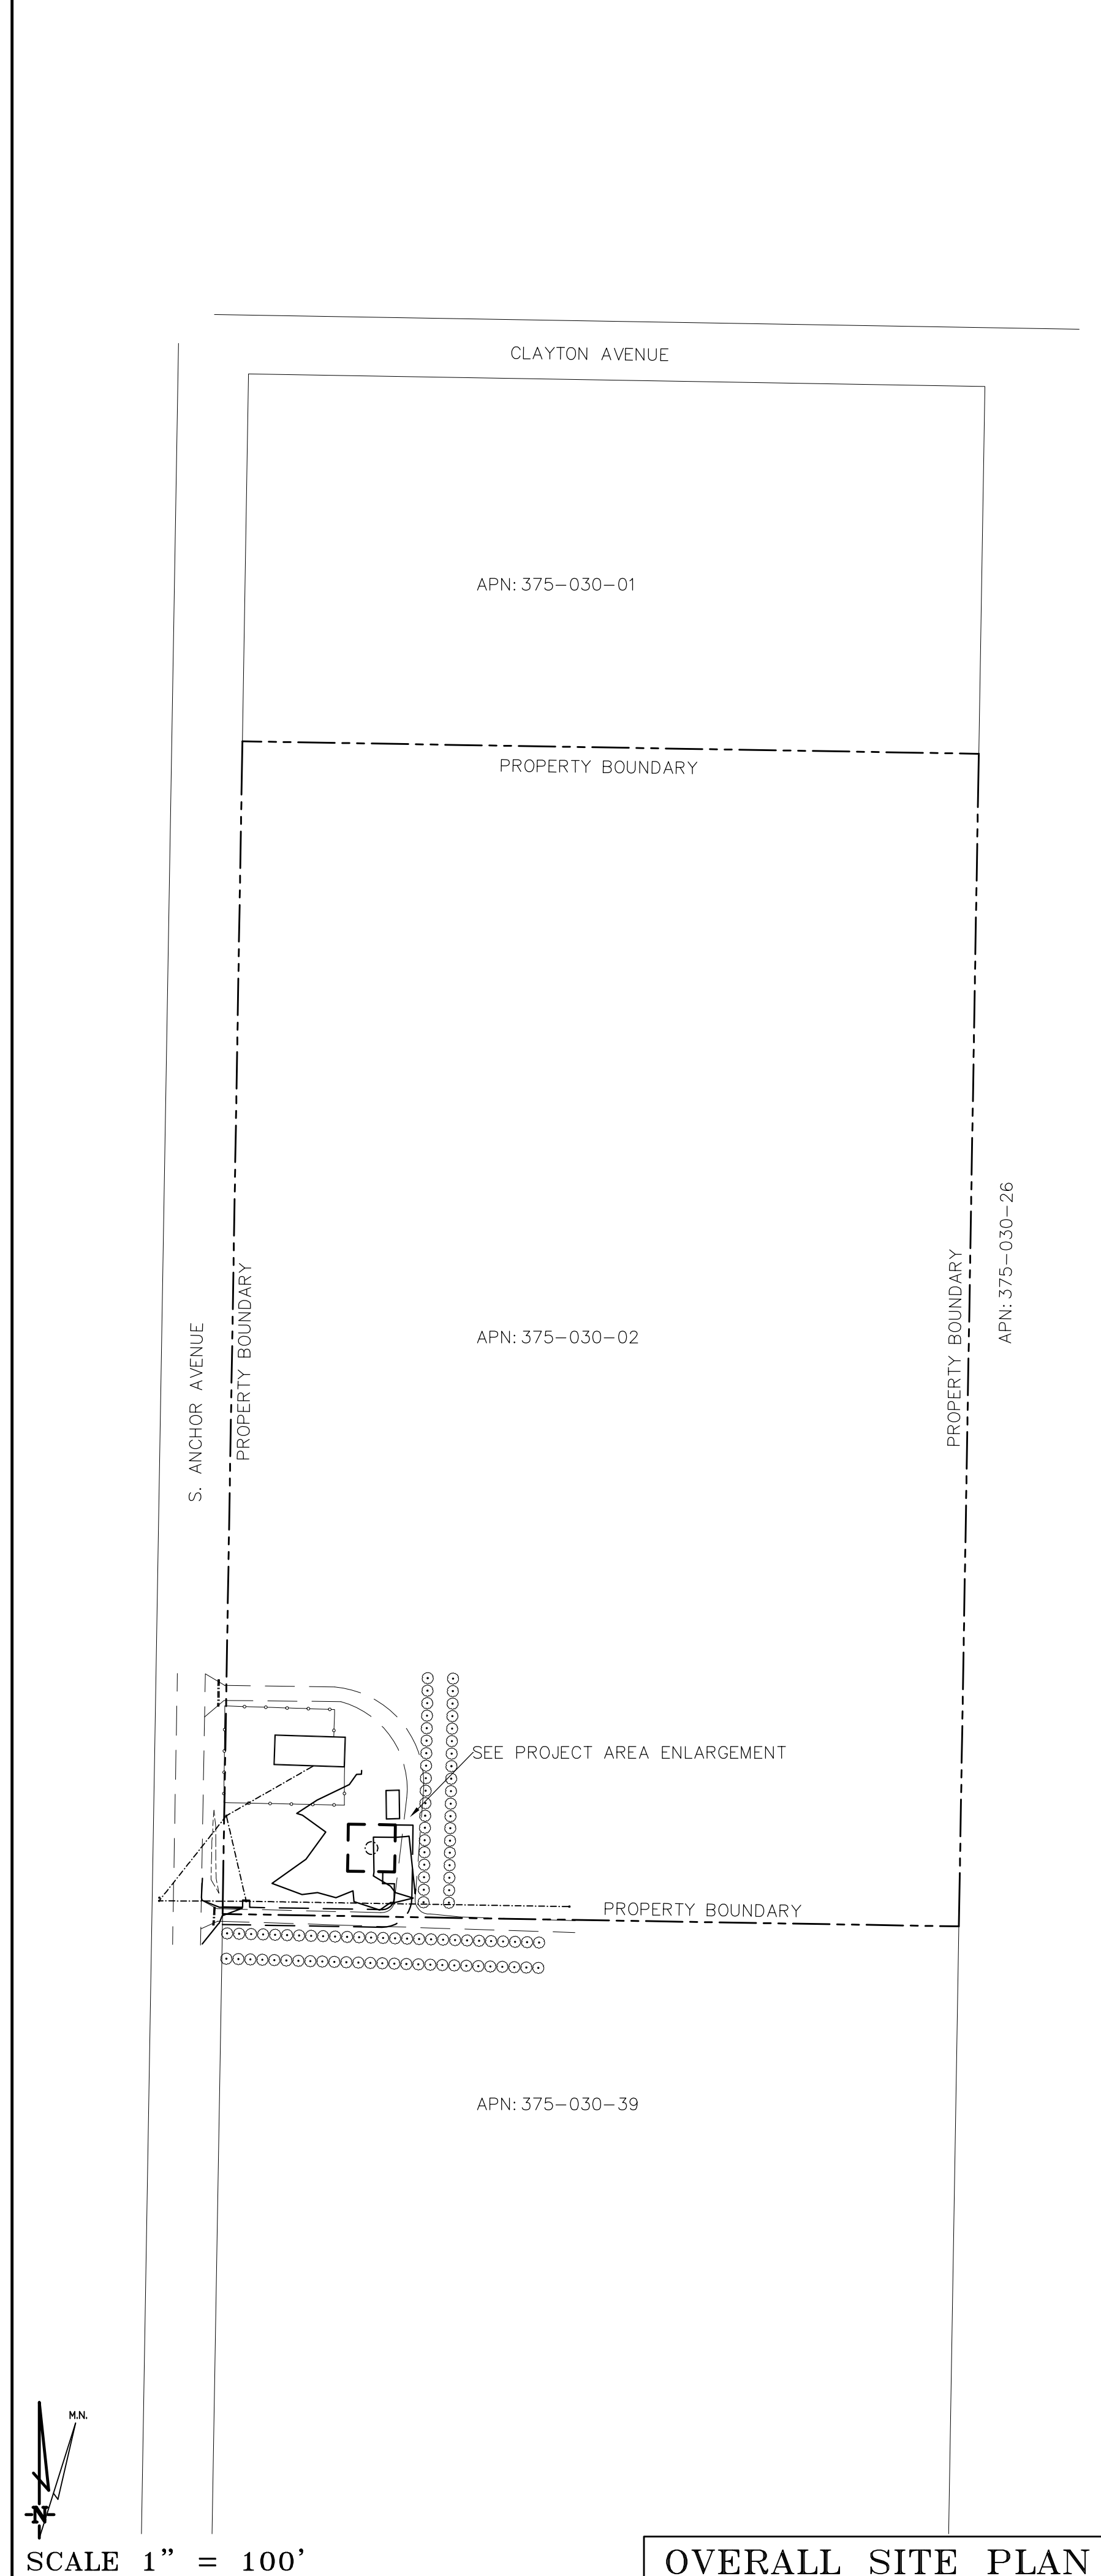 CLAYTON AVENUE
APN: 375-030-01
PROPERTY BOUNDARY
APN: 375-030-26
PROPERTY BOUNDARY
PROPERTY BOUNDARY
S. ANCHOR AVENUE
APN: 375-030-02
SEE PROJECT AREA ENLARGEMENT
PROPERTY BOUNDARY
APN: 375-030-39
M.N.
N
SCALE 1" = 100'
OVERALL SITE PLAN